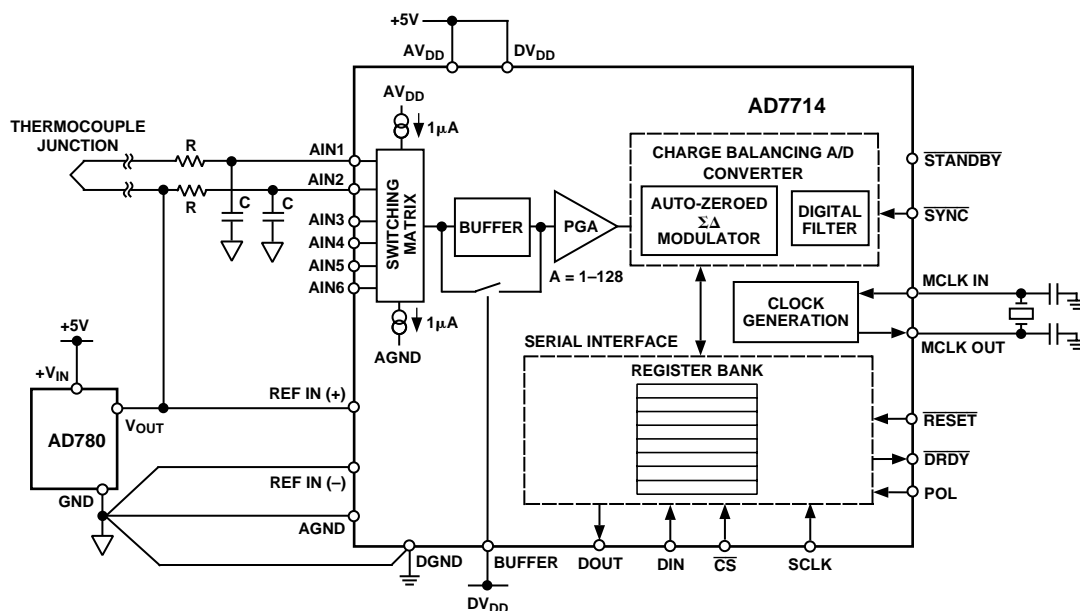 +5V
AVDD
DVDD
AD7714
AVDD
1µA
THERMOCOUPLE
JUNCTION
R
AIN1
R
AIN2
C
C
AIN3
AIN4
AIN5
AIN6
SWITCHING
MATRIX
BUFFER
PGA
A = 1–128
CHARGE BALANCING A/D
CONVERTER
AUTO-ZEROED
ΣΔ
MODULATOR
DIGITAL
FILTER
STANDBY
SYNC
MCLK IN
CLOCK
GENERATION
MCLK OUT
1µA
AGND
SERIAL INTERFACE
REGISTER BANK
+5V
+VIN
AD780
VOUT
GND
REF IN (+)
REF IN (–)
AGND
RESET
DRDY
POL
DGND
BUFFER
DOUT
DIN
CS
SCLK
DVDD